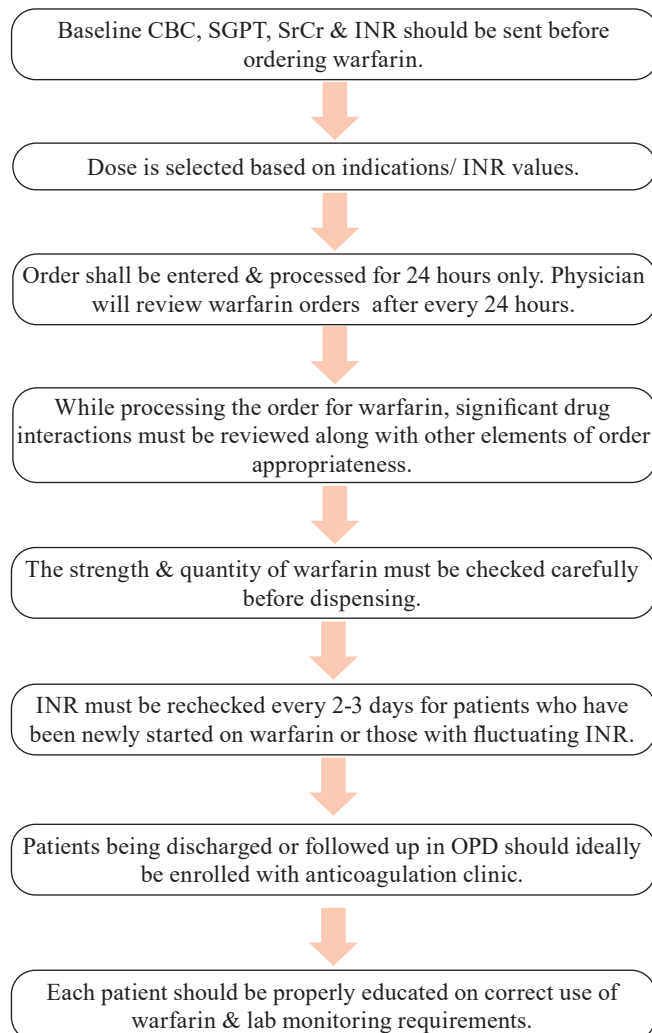 Baseline CBC, SGPT, SrCr & INR should be sent before
ordering warfarin.
Dose is selected based on indications/ INR values.
Order shall be entered & processed for 24 hours only. Physician
will review warfarin orders after every 24 hours.
While processing the order for warfarin, significant drug
interactions must be reviewed along with other elements of order
appropriateness.
The strength & quantity of warfarin must be checked carefully
before dispensing.
INR must be rechecked every 2-3 days for patients who have
been newly started on warfarin or those with fluctuating INR.
Patients being discharged or followed up in OPD should ideally
be enrolled with anticoagulation clinic.
Each patient should be properly educated on correct use of
warfarin & lab monitoring requirements.